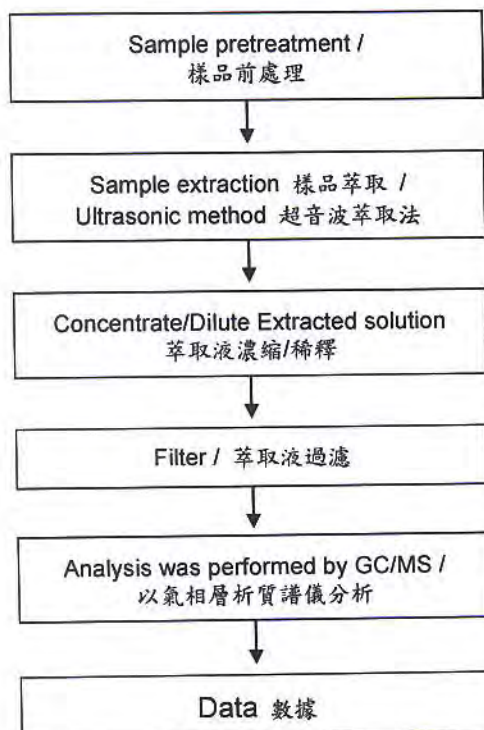 Sample pretreatment /
樣品前處理
Sample extraction 樣品萃取 /
Ultrasonic method 超音波萃取法
Concentrate/Dilute Extracted solution
萃取液濃縮/稀釋
Filter / 萃取液過濾
Analysis was performed by GC/MS /
以氣相層析質譜儀分析
Data 數據